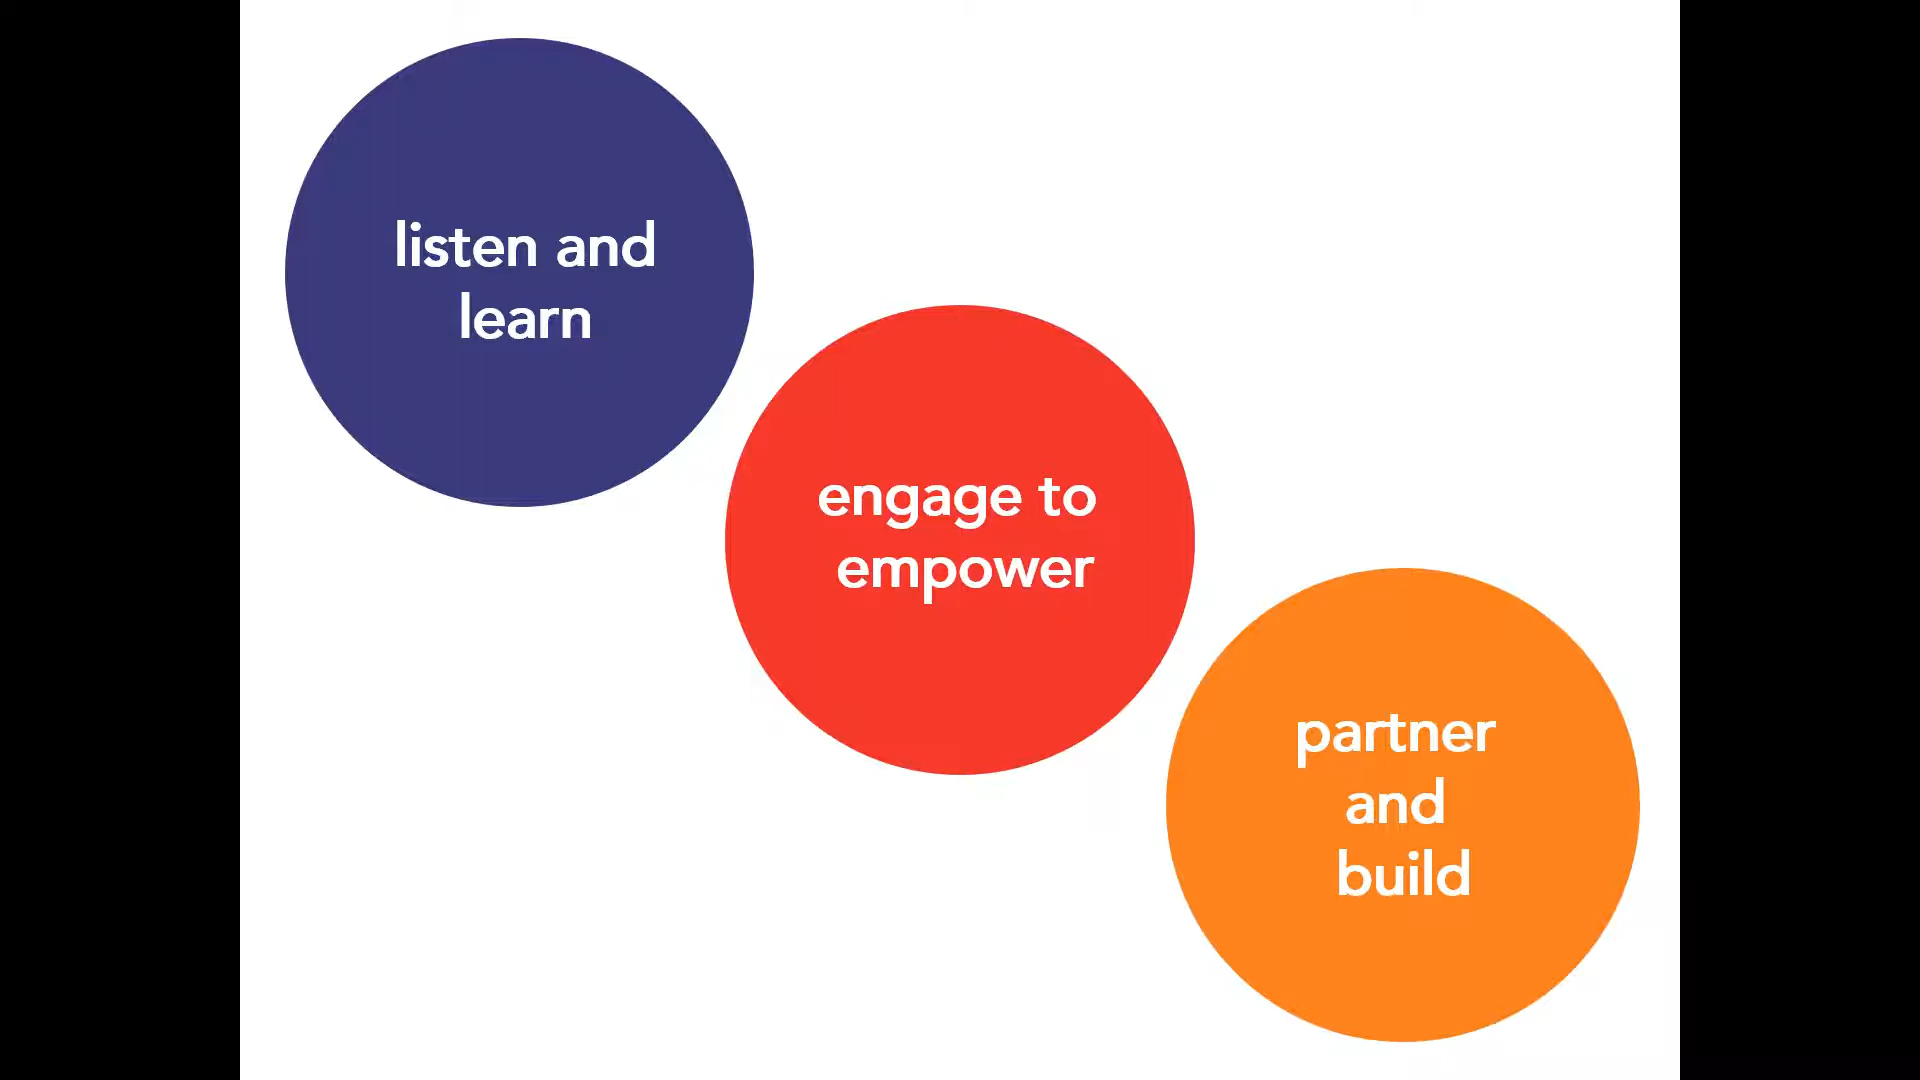 listen and
learn
engage to
empower
partner
and
build